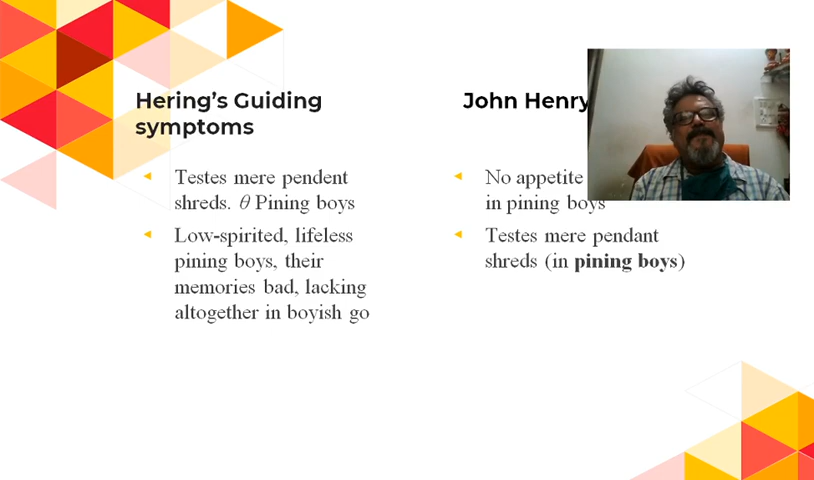 Hering's Guiding
symptoms
Testes mere pendent
shreds. θ Pining boys
Low-spirited, lifeless
pining boys, their
memories bad, lacking
altogether in boyish go
John Henry
No appetite
in pining boys
Testes mere pendant
shreds (in pining boys)